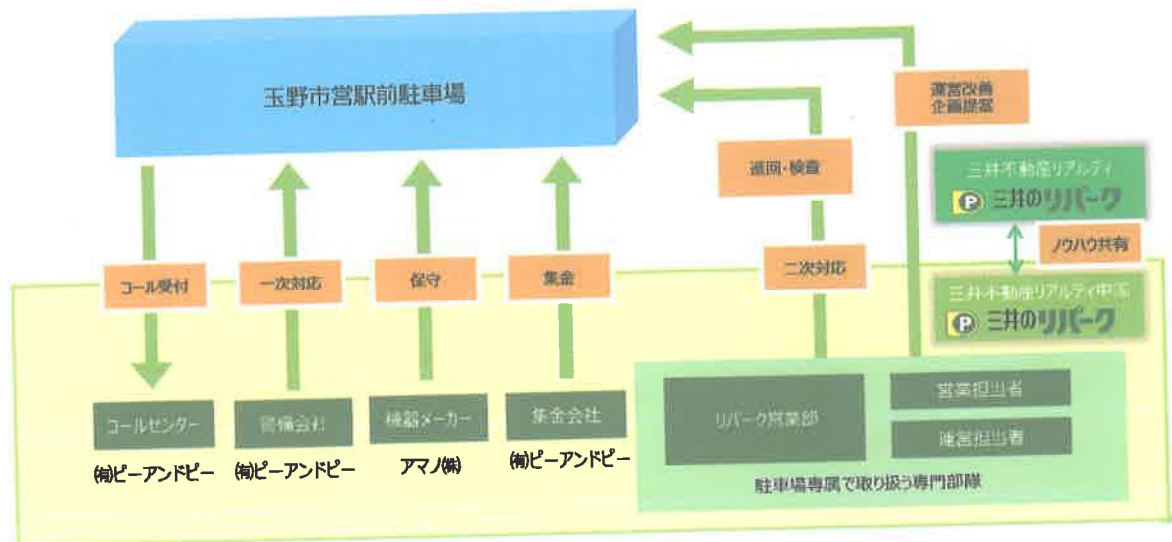 玉野市営駅前駐車場
運営改善
企画提案
巡回・検査
三井不動産リアルティ
P 三井のリパーク
ノウハウ共有
コール受付
一次対応
保守
集金
二次対応
三井不動産リアルティ中国
P 三井のリパーク
コールセンター
警備会社
機器メーカー
集金会社
リパーク営業部
営業担当者
運営担当者
㈲ピーアンドピー
㈲ピーアンドピー
アマノ㈱
㈲ピーアンドピー
駐車場専属で取り扱う専門部隊